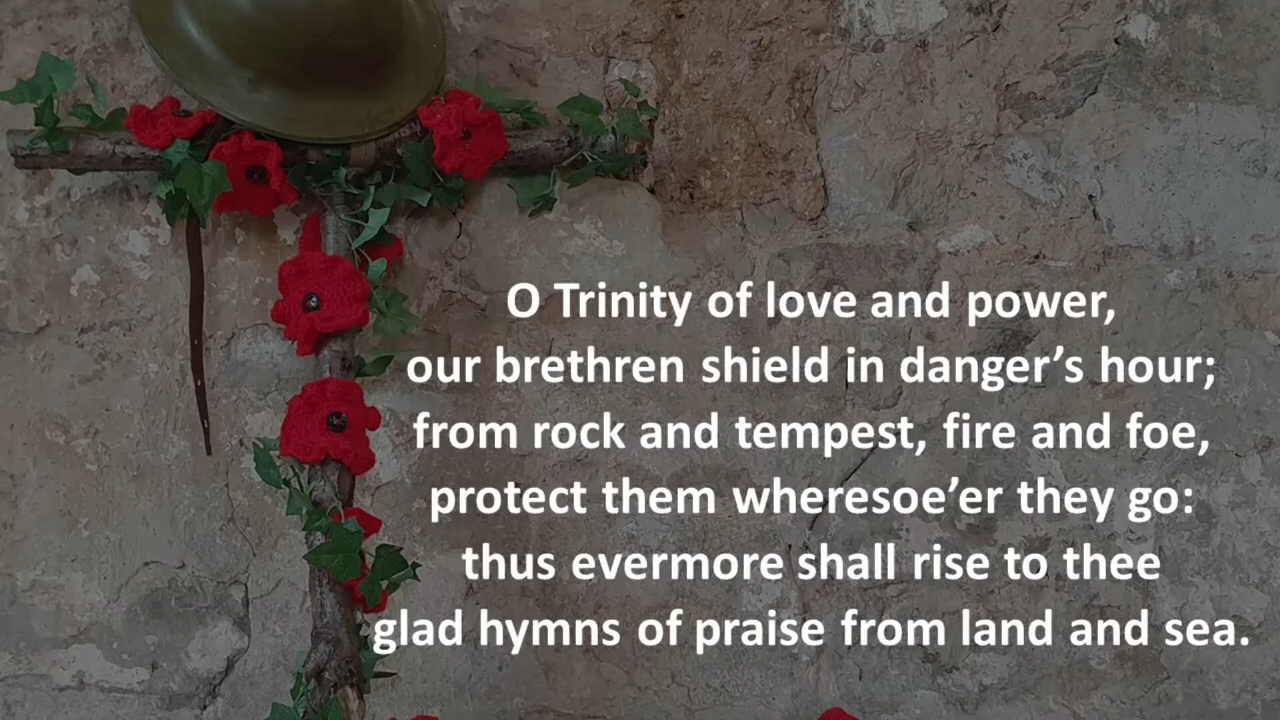 O Trinity of love and power,
our brethren shield in danger’s hour;
from rock and tempest, fire and foe,
protect them wheresoe’er they go:
thus evermore shall rise to thee
glad hymns of praise from land and sea.